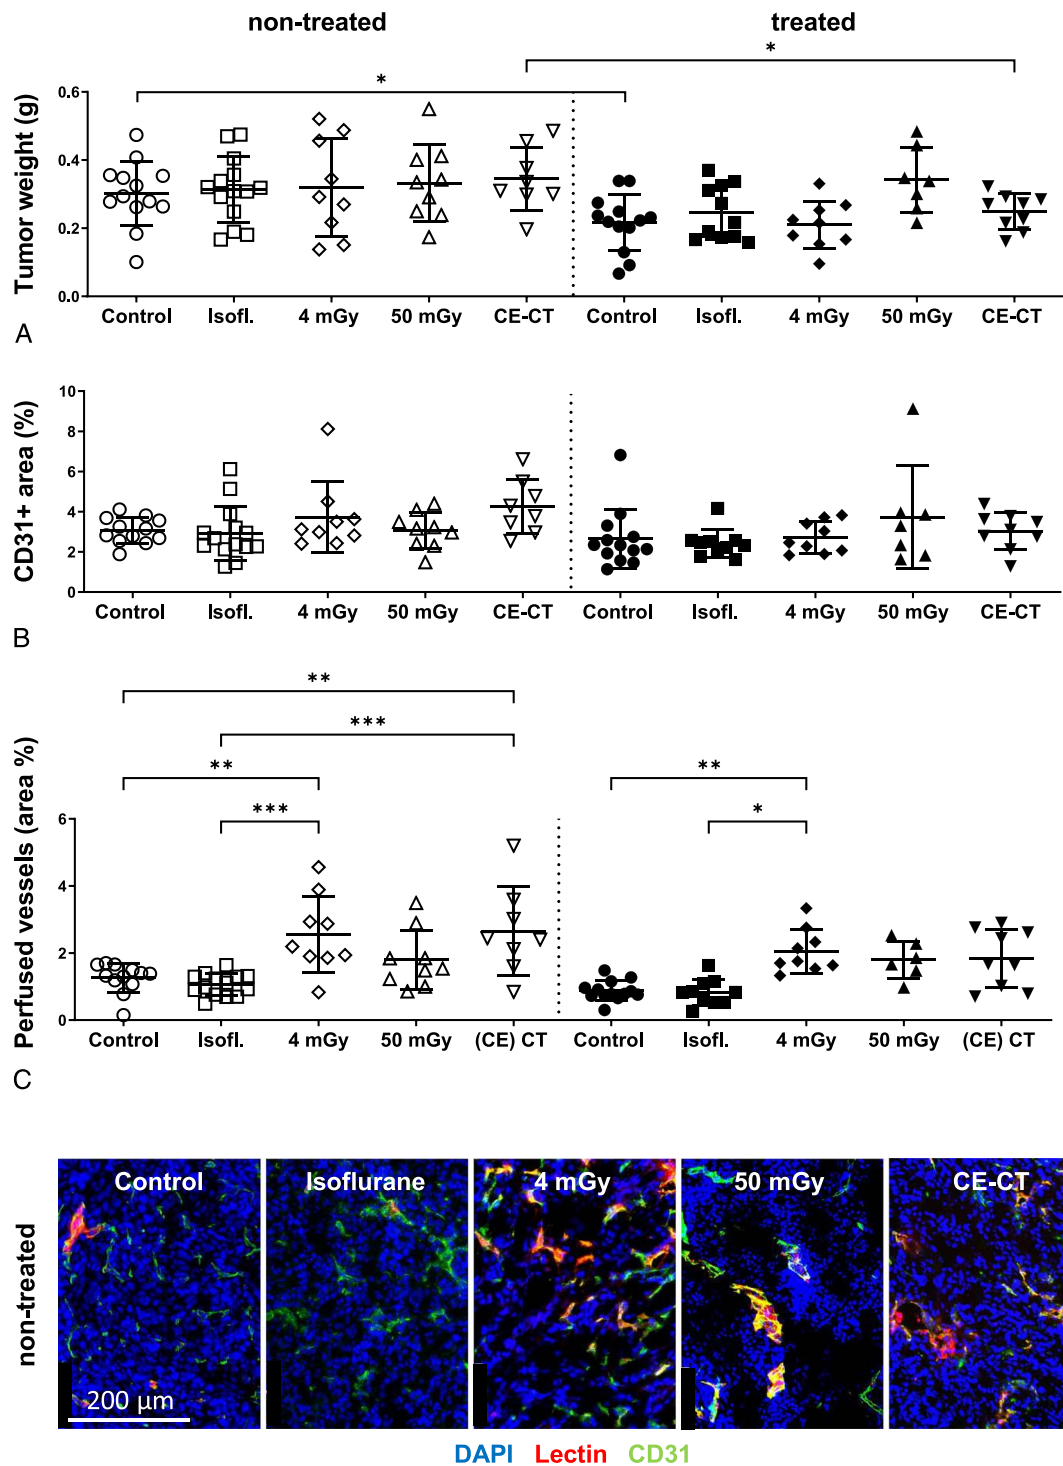 non-treated treated
*
*
Tumor weight (g)
0.6
0.4
0.2
0.0
Control Isofl. 4 mGy 50 mGy CE-CT Control Isofl. 4 mGy 50 mGy CE-CT
A
CD31+ area (%)
10
8
6
4
2
0
Control Isofl. 4 mGy 50 mGy CE-CT Control Isofl. 4 mGy 50 mGy CE-CT
B
**
***
** **
*** *
Perfused vessels (area %)
6
4
2
0
Control Isofl. 4 mGy 50 mGy (CE) CT Control Isofl. 4 mGy 50 mGy (CE) CT
C
non-treated
Control Isoflurane 4 mGy 50 mGy CE-CT
200 µm
DAPI Lectin CD31